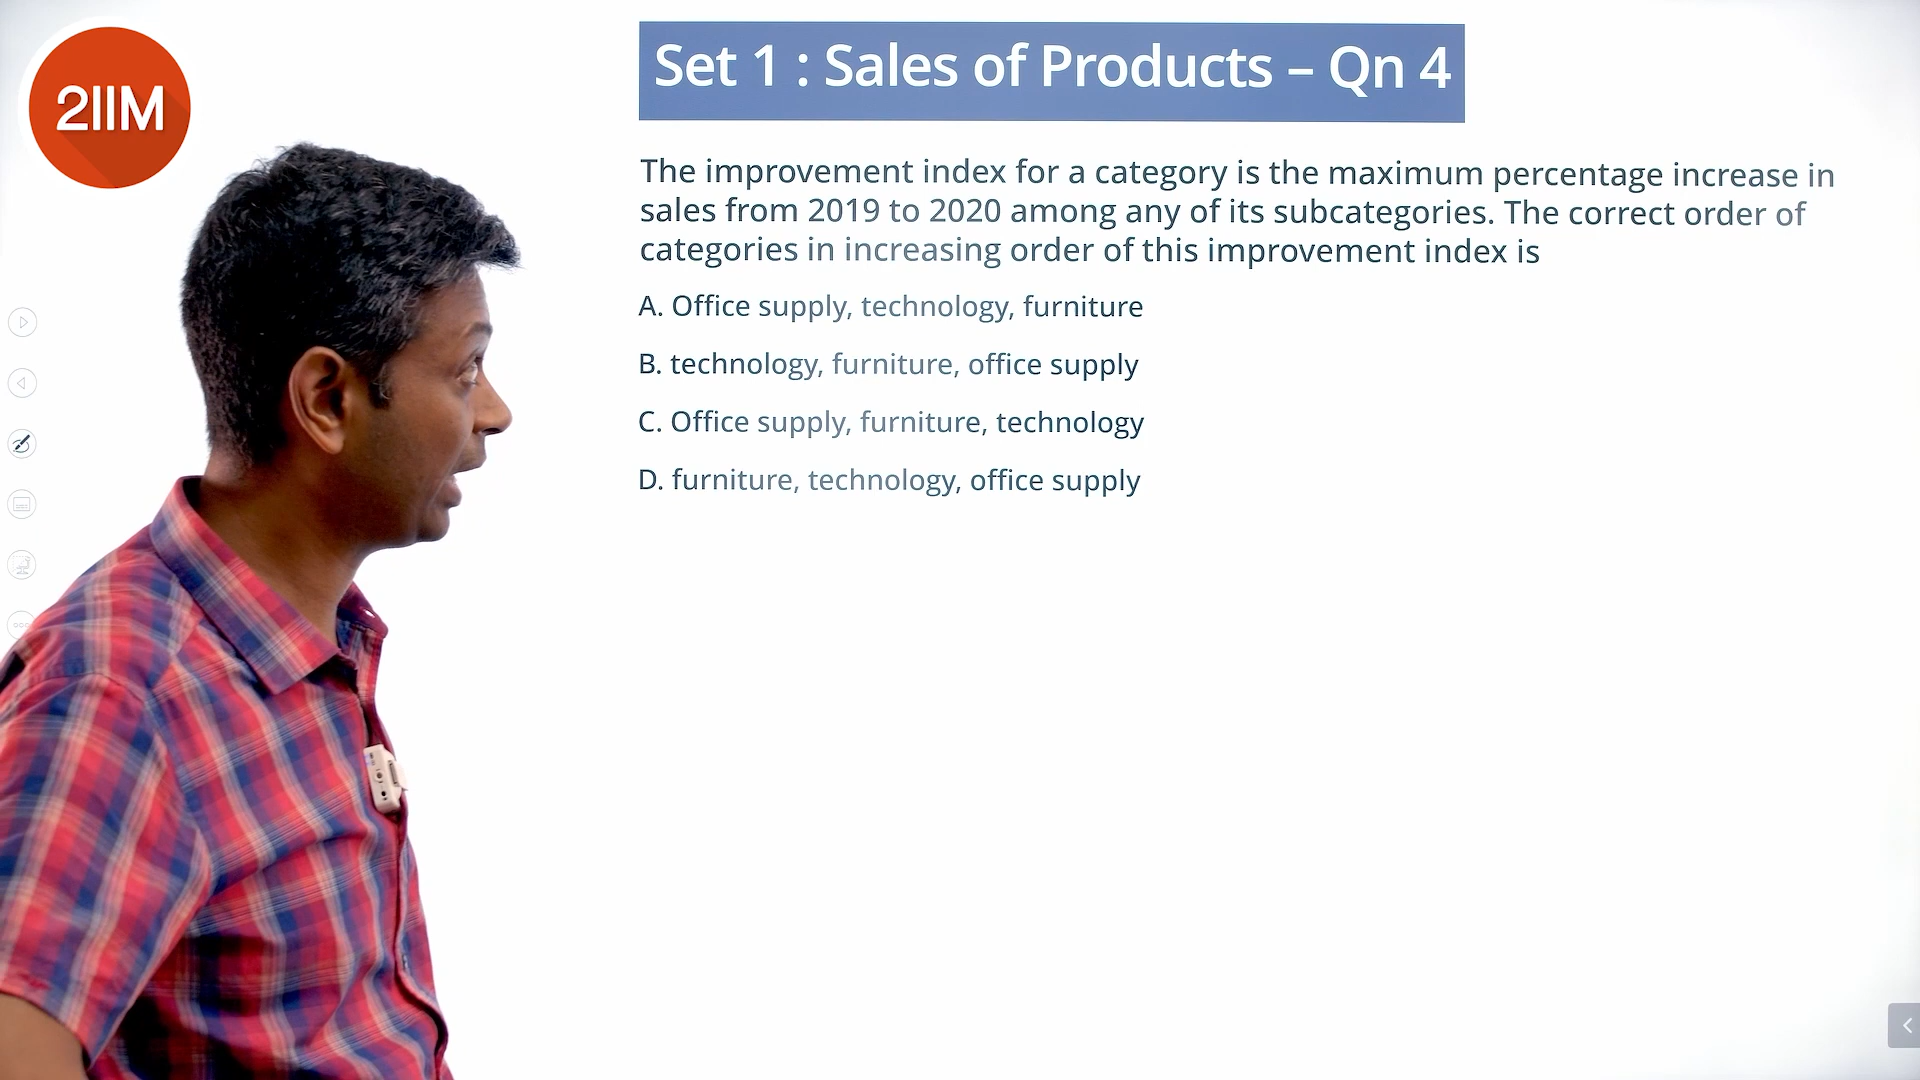 2IIM
Set 1 : Sales of Products – Qn 4
The improvement index for a category is the maximum percentage increase in
sales from 2019 to 2020 among any of its subcategories. The correct order of
categories in increasing order of this improvement index is
A. Office supply, technology, furniture
B. technology, furniture, office supply
C. Office supply, furniture, technology
D. furniture, technology, office supply